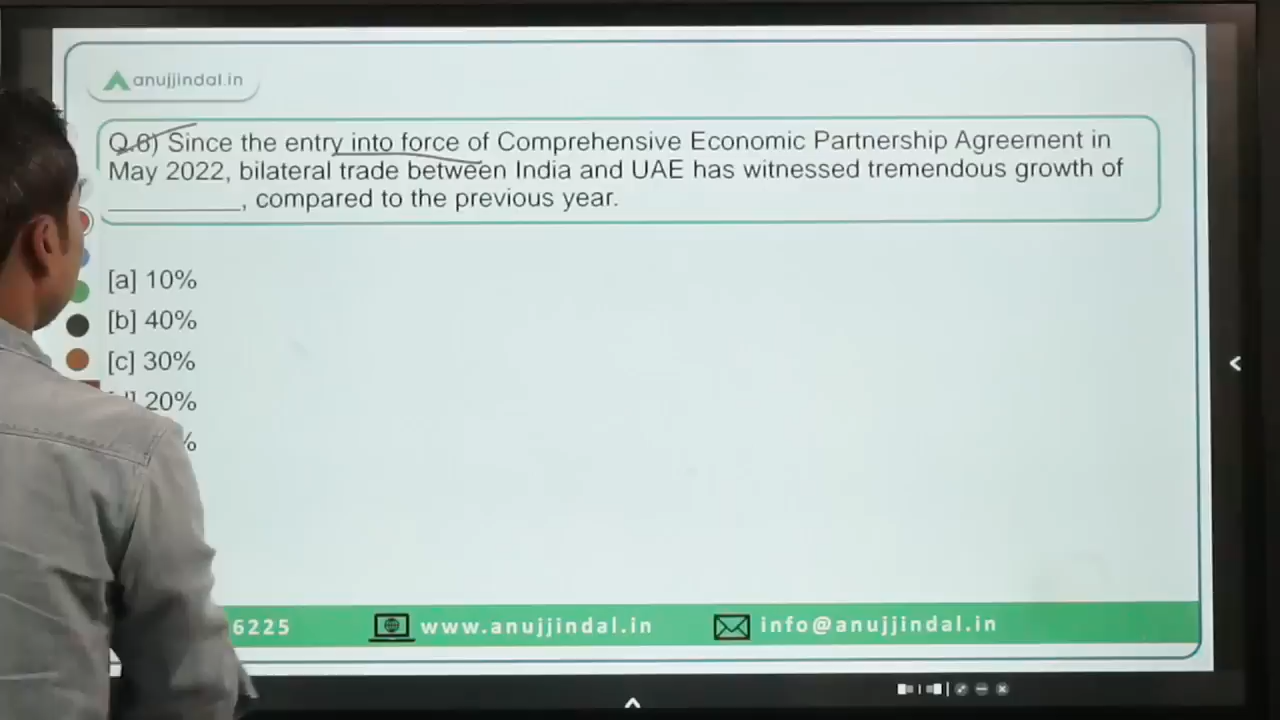 anujjindal.in
Q.6) Since the entry into force of Comprehensive Economic Partnership Agreement in
May 2022, bilateral trade between India and UAE has witnessed tremendous growth of
__________, compared to the previous year.
[a] 10%
[b] 40%
[c] 30%
20%
%
6225
www.anujjindal.in
info@anujjindal.in